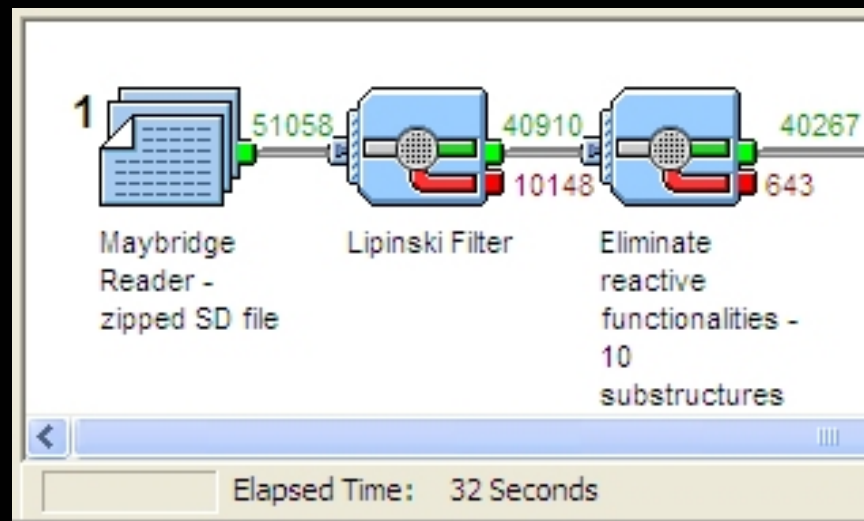 1
51058
40910
40267
10148
643
Maybridge
Reader -
zipped SD file
Lipinski Filter
Eliminate
reactive
functionalities -
10
substructures
Elapsed Time: 32 Seconds